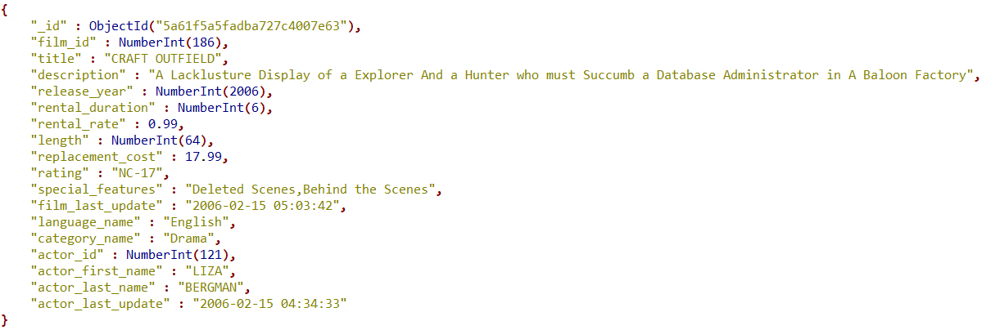 {
"_id" : ObjectId("5a61f5a5fadba727c4007e63"),
"film_id" : NumberInt(186),
"title" : "CRAFT OUTFIELD",
"description" : "A Lacklusture Display of a Explorer And a Hunter who must Succumb a Database Administrator in A Baloon Factory",
"release_year" : NumberInt(2006),
"rental_duration" : NumberInt(6),
"rental_rate" : 0.99,
"length" : NumberInt(64),
"replacement_cost" : 17.99,
"rating" : "NC-17",
"special_features" : "Deleted Scenes,Behind the Scenes",
"film_last_update" : "2006-02-15 05:03:42",
"language_name" : "English",
"category_name" : "Drama",
"actor_id" : NumberInt(121),
"actor_first_name" : "LIZA",
"actor_last_name" : "BERGMAN",
"actor_last_update" : "2006-02-15 04:34:33"
}